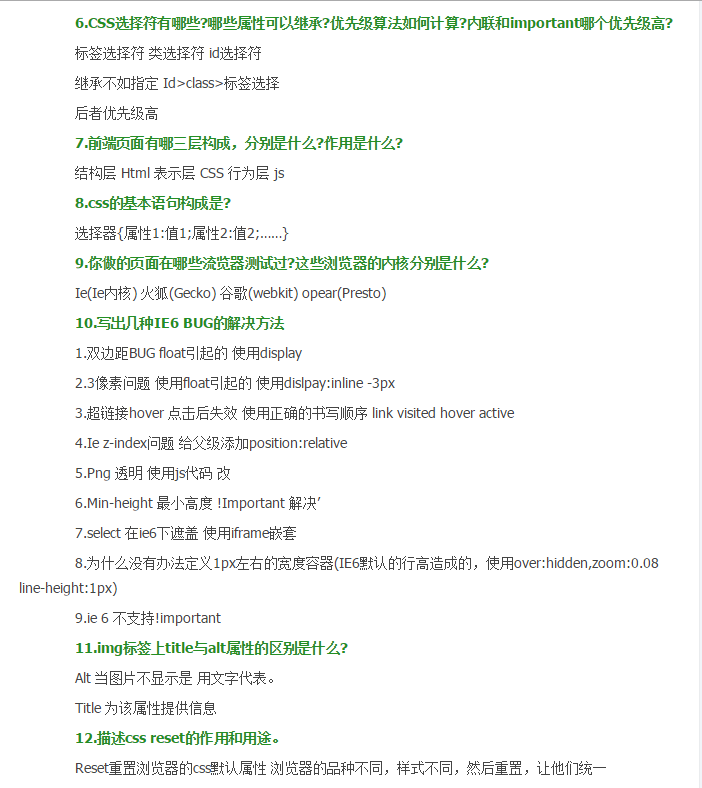 6.CSS选择符有哪些?哪些属性可以继承?优先级算法如何计算?内联和important哪个优先级高?
标签选择符 类选择符 id选择符
继承不如指定 Id>class>标签选择
后者优先级高
7.前端页面有哪三层构成，分别是什么?作用是什么?
结构层 Html 表示层 CSS 行为层 js
8.css的基本语句构成是?
选择器{属性1:值1;属性2:值2;……}
9.你做的页面在哪些流览器测试过?这些浏览器的内核分别是什么?
Ie(Ie内核) 火狐(Gecko) 谷歌(webkit) opear(Presto)
10.写出几种IE6 BUG的解决方法
1.双边距BUG float引起的 使用display
2.3像素问题 使用float引起的 使用dislpay:inline -3px
3.超链接hover 点击后失效 使用正确的书写顺序 link visited hover active
4.Ie z-index问题 给父级添加position:relative
5.Png 透明 使用js代码 改
6.Min-height 最小高度 !Important 解决’
7.select 在ie6下遮盖 使用iframe嵌套
8.为什么没有办法定义1px左右的宽度容器(IE6默认的行高造成的，使用over:hidden,zoom:0.08
line-height:1px)
9.ie 6 不支持!important
11.img标签上title与alt属性的区别是什么?
Alt 当图片不显示是 用文字代表。
Title 为该属性提供信息
12.描述css reset的作用和用途。
Reset重置浏览器的css默认属性 浏览器的品种不同，样式不同，然后重置，让他们统一